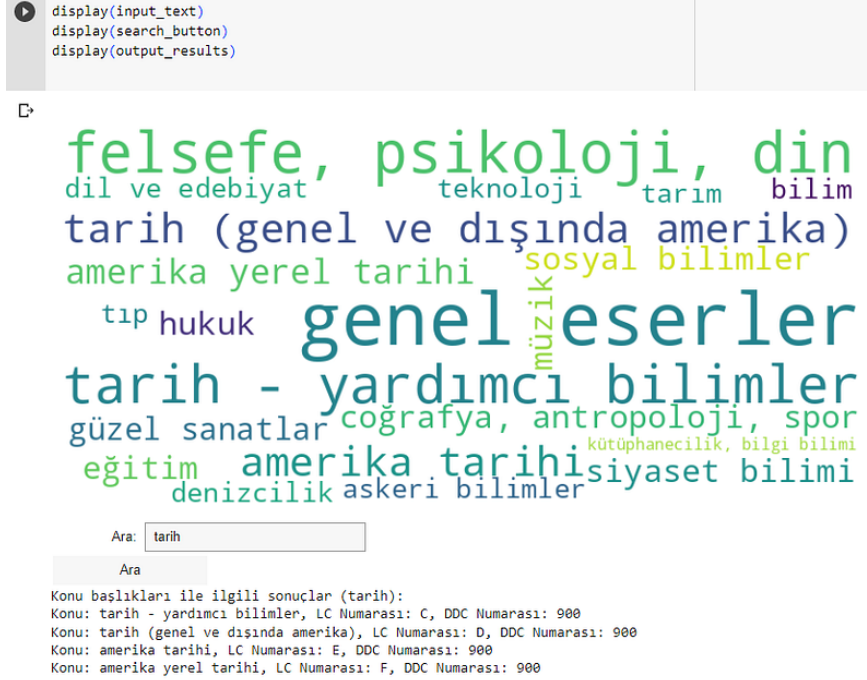 display(input_text)
display(search_button)
display(output_results)
felsefe, psikoloji, din
dil ve edebiyat teknoloji tarım bilim
tarih (genel ve dışında amerika)
amerika yerel tarihi sosyal bilimler
tıp hukuk genel eserler
müzik
tarih - yardımcı bilimler
güzel sanatlar coğrafya, antropoloji, spor
kütüphanecilik, bilgi bilimi
eğitim amerika tarihi siyaset bilimi
denizcilik askeri bilimler
Ara: tarih
Ara
Konu başlıkları ile ilgili sonuçlar (tarih):
Konu: tarih - yardımcı bilimler, LC Numarası: C, DDC Numarası: 900
Konu: tarih (genel ve dışında amerika), LC Numarası: D, DDC Numarası: 900
Konu: amerika tarihi, LC Numarası: E, DDC Numarası: 900
Konu: amerika yerel tarihi, LC Numarası: F, DDC Numarası: 900